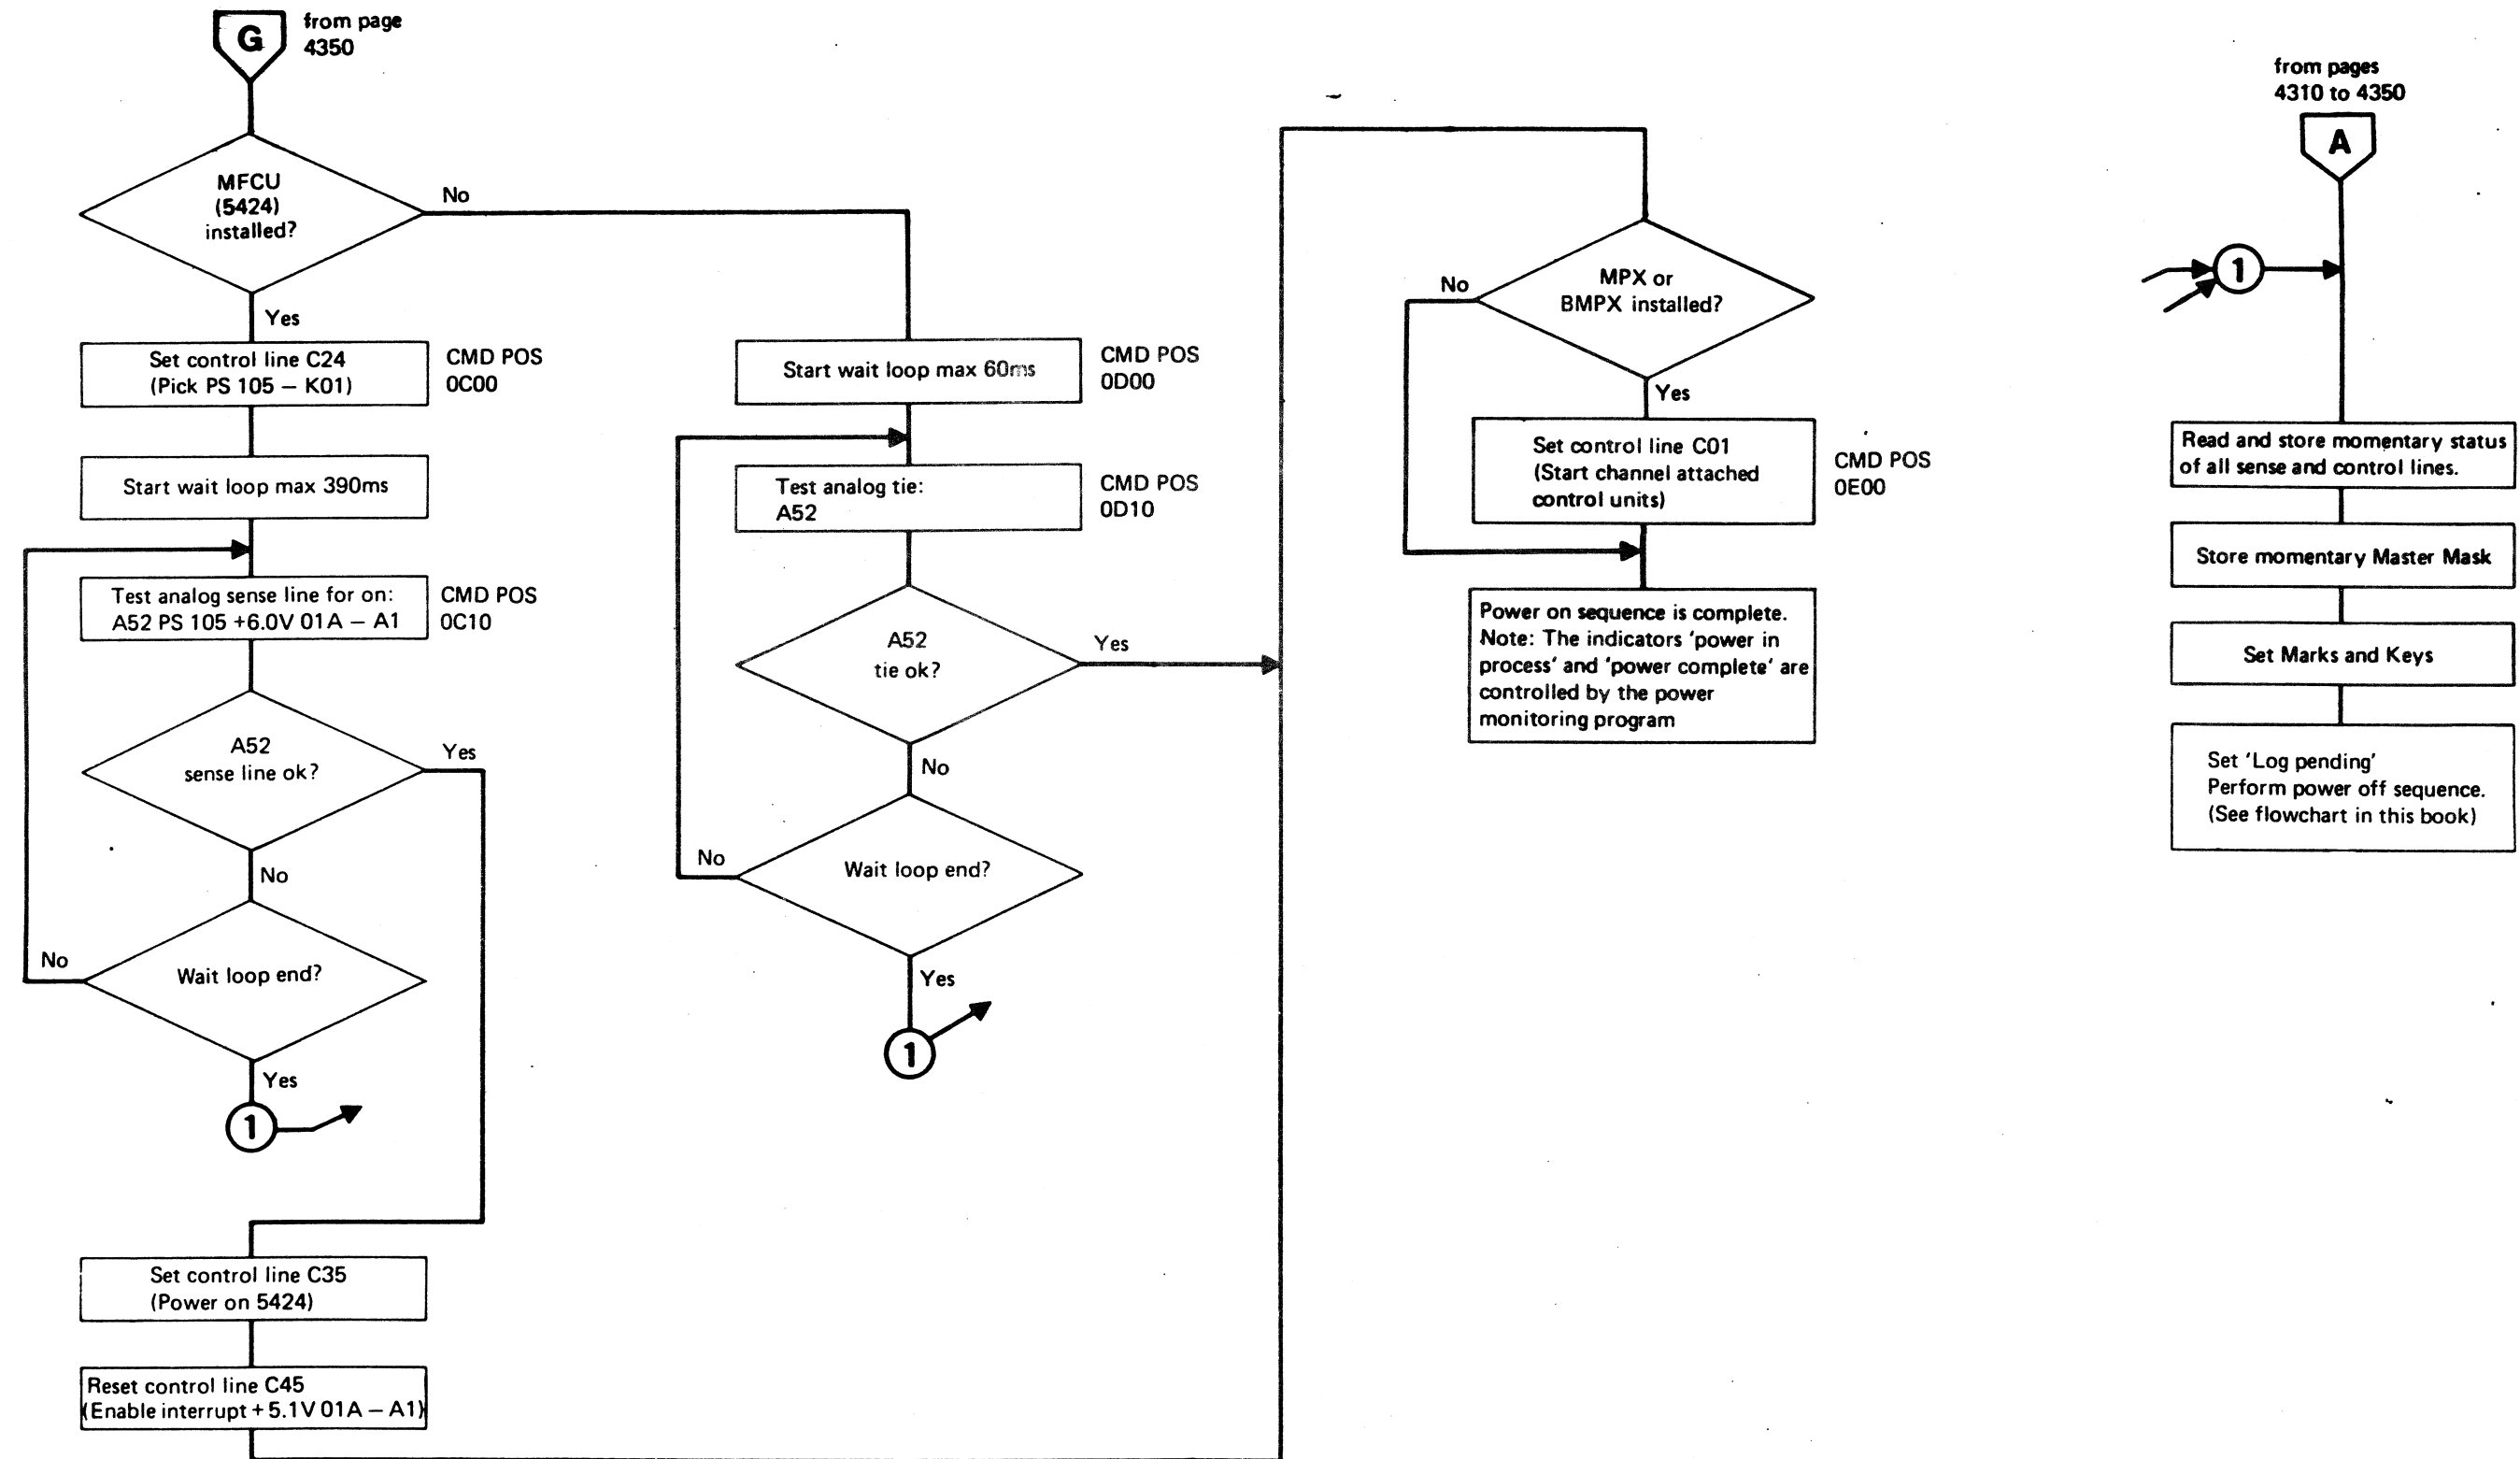 G
from page
4350
MFCU
(5424)
installed?
No
Yes
Set control line C24
(Pick PS 105 – K01)
CMD POS
0C00
Start wait loop max 390ms
Test analog sense line for on:
A52 PS 105 +6.0V 01A – A1
CMD POS
0C10
A52
sense line ok?
Yes
No
Wait loop end?
No
Yes
1
Set control line C35
(Power on 5424)
Reset control line C45
(Enable interrupt + 5.1V 01A – A1)
Start wait loop max 60ms
CMD POS
0D00
Test analog tie:
A52
CMD POS
0D10
A52
tie ok?
Yes
No
Wait loop end?
No
Yes
1
MPX or
BMPX installed?
No
Yes
Set control line C01
(Start channel attached
control units)
CMD POS
0E00
Power on sequence is complete.
Note: The indicators 'power in
process' and 'power complete' are
controlled by the power
monitoring program
from pages
4310 to 4350
A
1
Read and store momentary status
of all sense and control lines.
Store momentary Master Mask
Set Marks and Keys
Set 'Log pending'
Perform power off sequence.
(See flowchart in this book)